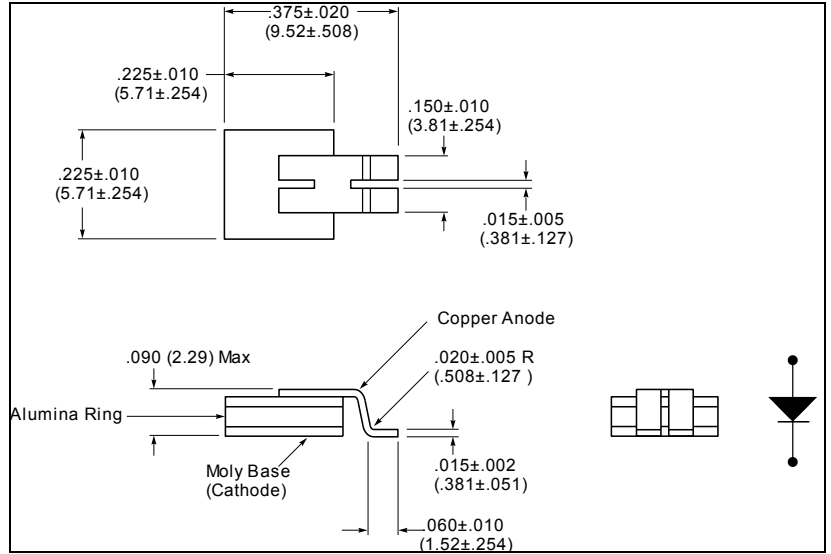 .375±.020
(9.52±.508)
.225±.010
(5.71±.254)
.150±.010
(3.81±.254)
.225±.010
(5.71±.254)
.015±.005
(.381±.127)
Copper Anode
.090 (2.29) Max
.020±.005 R
(.508±.127 )
Alumina Ring
Moly Base
(Cathode)
.015±.002
(.381±.051)
.060±.010
(1.52±.254)